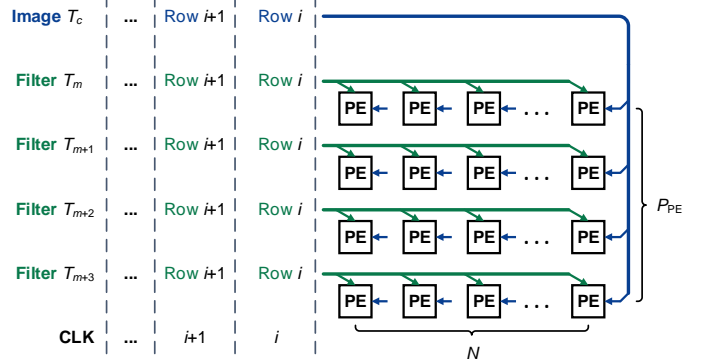 Image Tc ... Row i+1 Row i
Filter Tm ... Row i+1 Row i
PE PE PE ... PE
Filter Tm+1 ... Row i+1 Row i
PE PE PE ... PE
PPE
Filter Tm+2 ... Row i+1 Row i
PE PE PE ... PE
Filter Tm+3 ... Row i+1 Row i
PE PE PE ... PE
CLK ... i+1 i
N